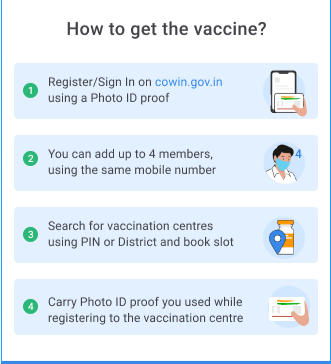 How to get the vaccine?
1
Register/Sign In on cowin.gov.in
using a Photo ID proof
2
You can add up to 4 members,
using the same mobile number
4
3
Search for vaccination centres
using PIN or District and book slot
4
Carry Photo ID proof you used while
registering to the vaccination centre